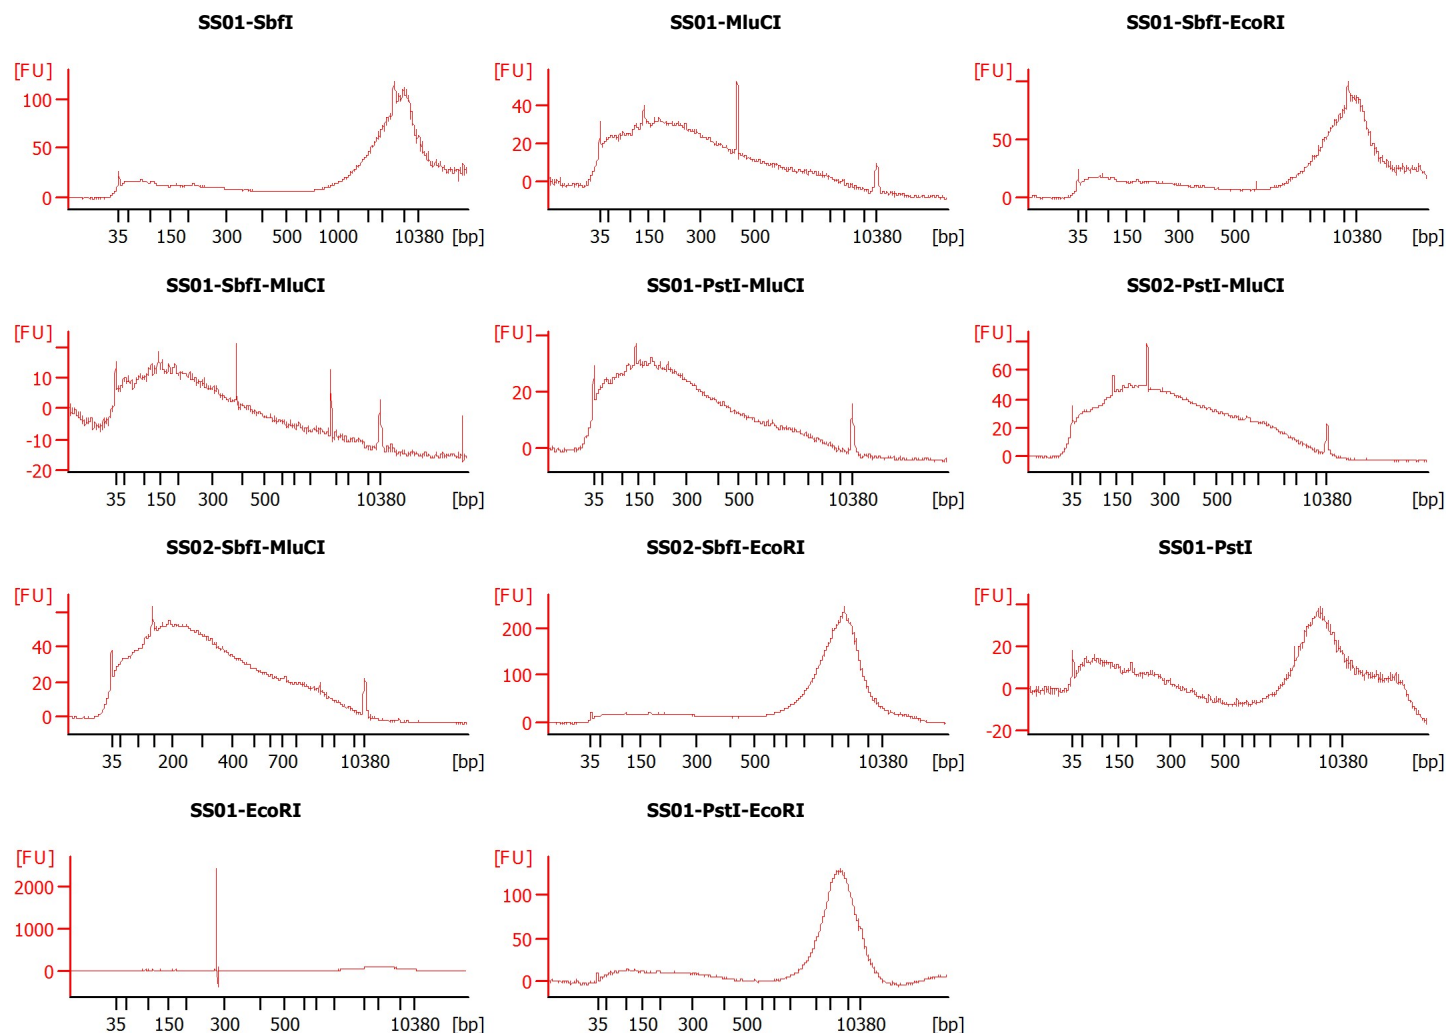 SS01-SbfI
[FU]
100
50
0
35 150 300 500 1000 10380 [bp]
SS01-MluCI
[FU]
40
20
0
35 150 300 500 10380 [bp]
SS01-SbfI-EcoRI
[FU]
50
0
35 150 300 500 10380 [bp]
SS01-SbfI-MluCI
[FU]
10
0
-10
-20
35 150 300 500 10380 [bp]
SS01-PstI-MluCI
[FU]
20
0
35 150 300 500 10380 [bp]
SS02-PstI-MluCI
[FU]
60
40
20
0
35 150 300 500 10380 [bp]
SS02-SbfI-MluCI
[FU]
40
20
0
35 200 400 700 10380 [bp]
SS02-SbfI-EcoRI
[FU]
200
100
0
35 150 300 500 10380 [bp]
SS01-PstI
[FU]
20
0
-20
35 150 300 500 10380 [bp]
SS01-EcoRI
[FU]
2000
1000
0
35 150 300 500 10380 [bp]
SS01-PstI-EcoRI
[FU]
100
50
0
35 150 300 500 10380 [bp]